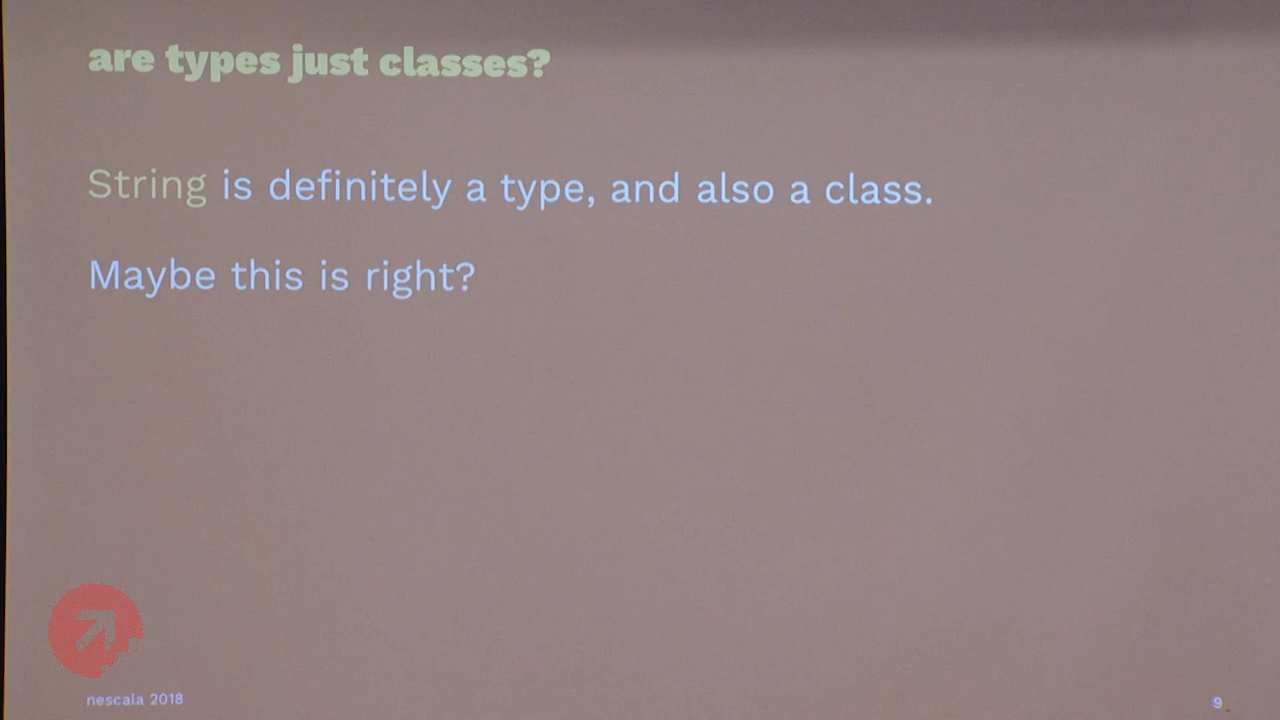 are types just classes?
String is definitely a type, and also a class.
Maybe this is right?
nescala 2018
9